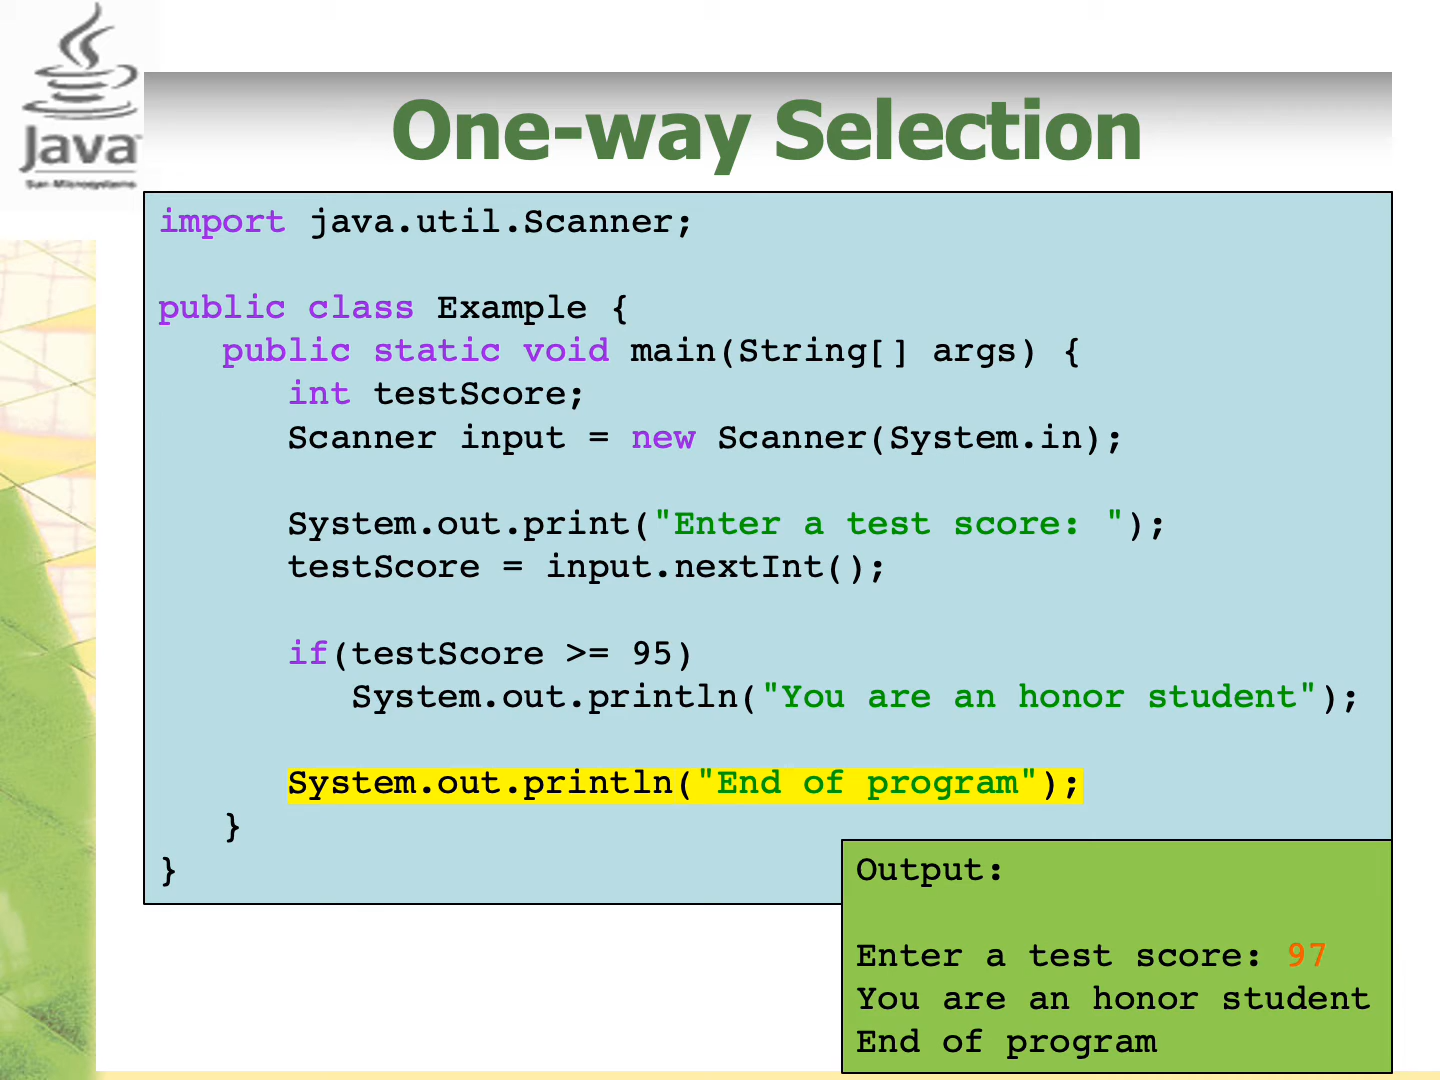 Java
Sun Microsystems
One-way Selection
import java.util.Scanner;
public class Example {
public static void main(String[] args) {
int testScore;
Scanner input = new Scanner(System.in);
System.out.print("Enter a test score: ");
testScore = input.nextInt();
if(testScore >= 95)
System.out.println("You are an honor student");
System.out.println("End of program");
}
}
Output:
Enter a test score: 97
You are an honor student
End of program